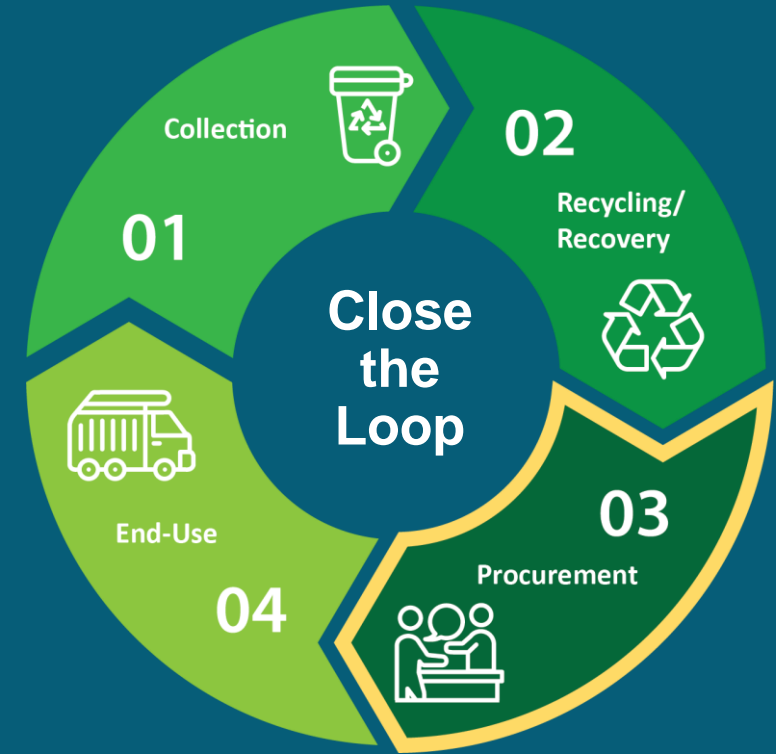 Close
the
Loop
Collection
01
02
Recycling/
Recovery
03
Procurement
End-Use
04